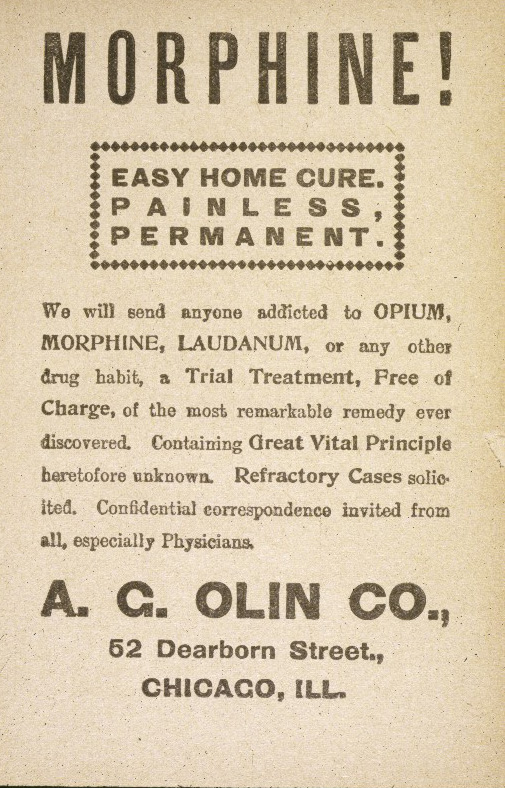 MORPHINE!
EASY HOME CURE.
PAINLESS,
PERMANENT.
We will send anyone addicted to OPIUM,
MORPHINE, LAUDANUM, or any other
drug habit, a Trial Treatment, Free of
Charge, of the most remarkable remedy ever
discovered. Containing Great Vital Principle
heretofore unknown. Refractory Cases solic-
ited. Confidential correspondence invited from
all, especially Physicians.
A. G. OLIN CO.,
52 Dearborn Street.,
CHICAGO, ILL.